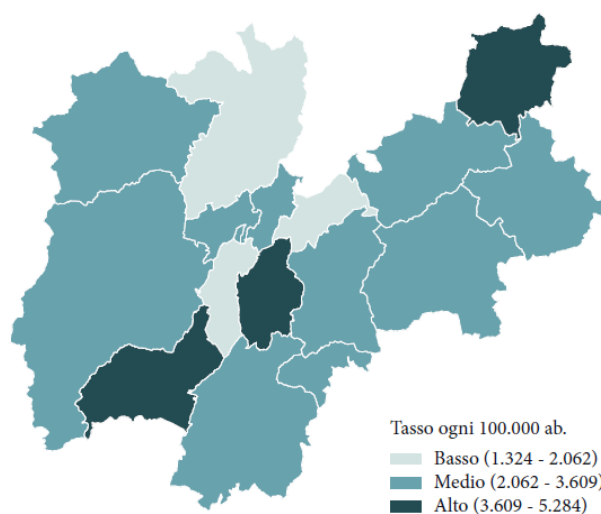 Tasso ogni 100.000 ab.
Basso (1.324 - 2.062)
Medio (2.062 - 3.609)
Alto (3.609 - 5.284)